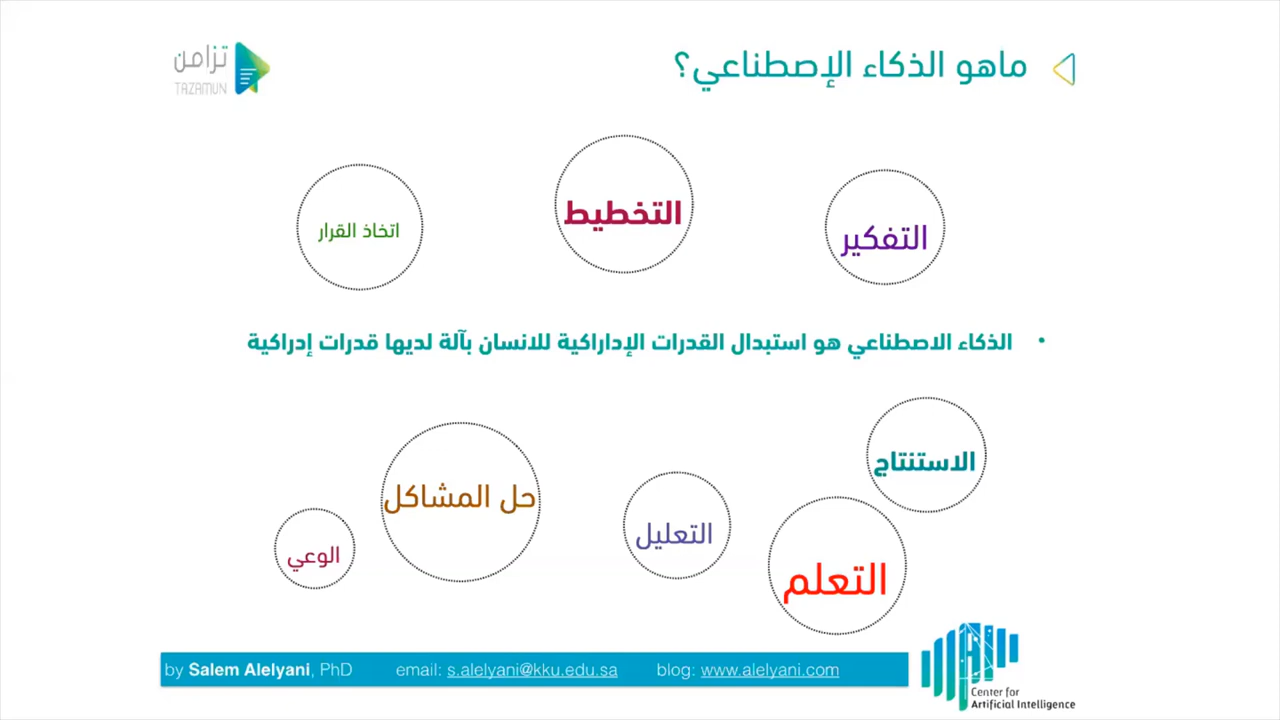 ماهو الذكاء الإصطناعي؟
تزامن
TAZAMUN
التفكير
التخطيط
اتخاذ القرار
• الذكاء الاصطناعي هو استبدال القدرات الإداراكية للانسان بآلة لديها قدرات إدراكية
الاستنتاج
التعلم
التعليل
حل المشاكل
الوعي
by Salem Alelyani, PhD email: s.alelyani@kku.edu.sa blog: www.alelyani.com
Center for
Artificial Intelligence